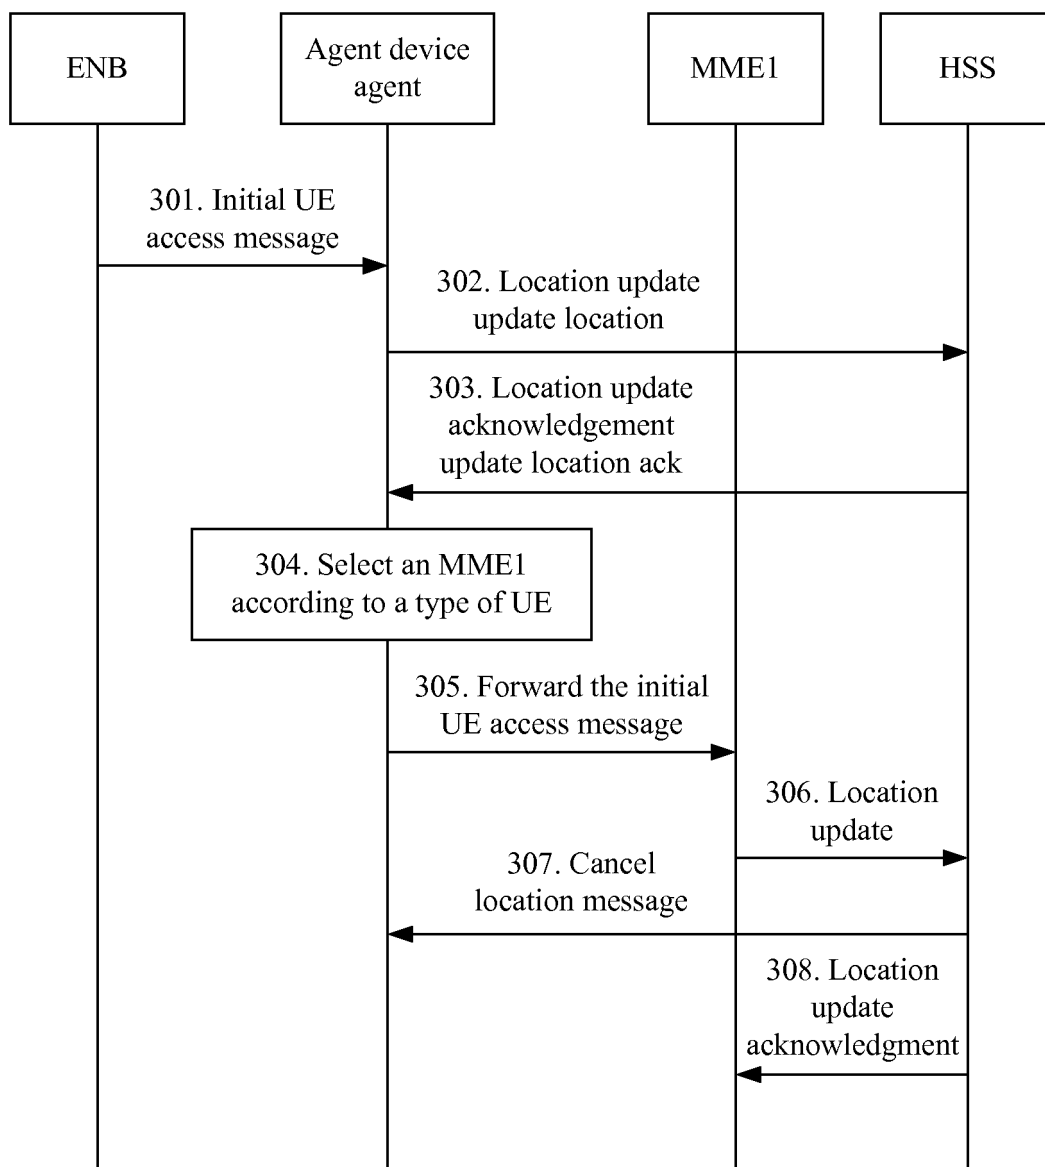 ENB
Agent device
agent
MME1
HSS
301. Initial UE
access message
302. Location update
update location
303. Location update
acknowledgement
update location ack
304. Select an MME1
according to a type of UE
305. Forward the initial
UE access message
306. Location
update
307. Cancel
location message
308. Location
update
acknowledgment